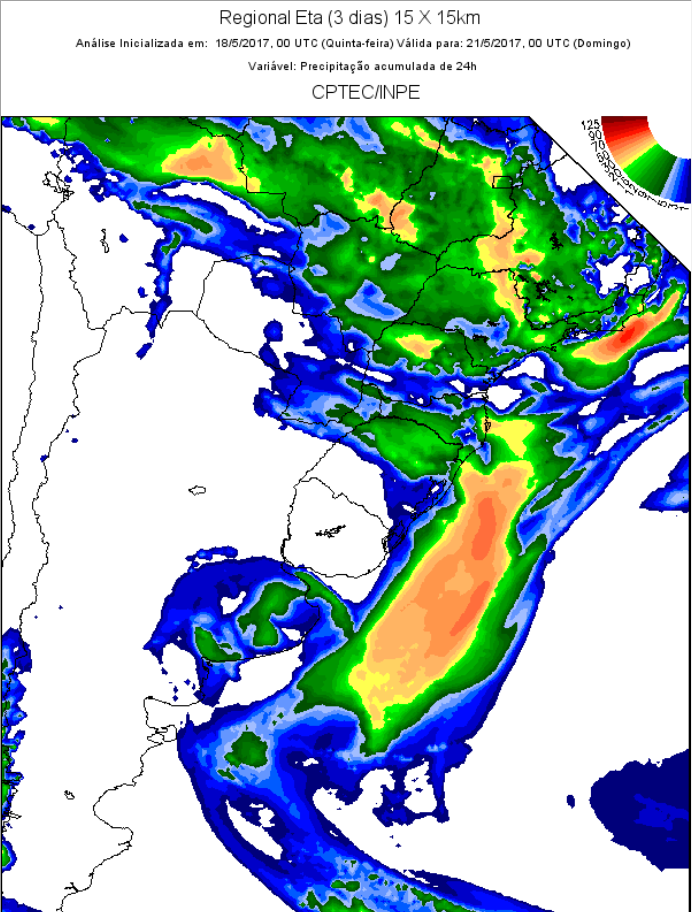 Regional Eta (3 dias) 15 X 15km
Análise Inicializada em: 18/5/2017, 00 UTC (Quinta-feira) Válida para: 21/5/2017, 00 UTC (Domingo)
Variável: Precipitação acumulada de 24h
CPTEC/INPE
125
90